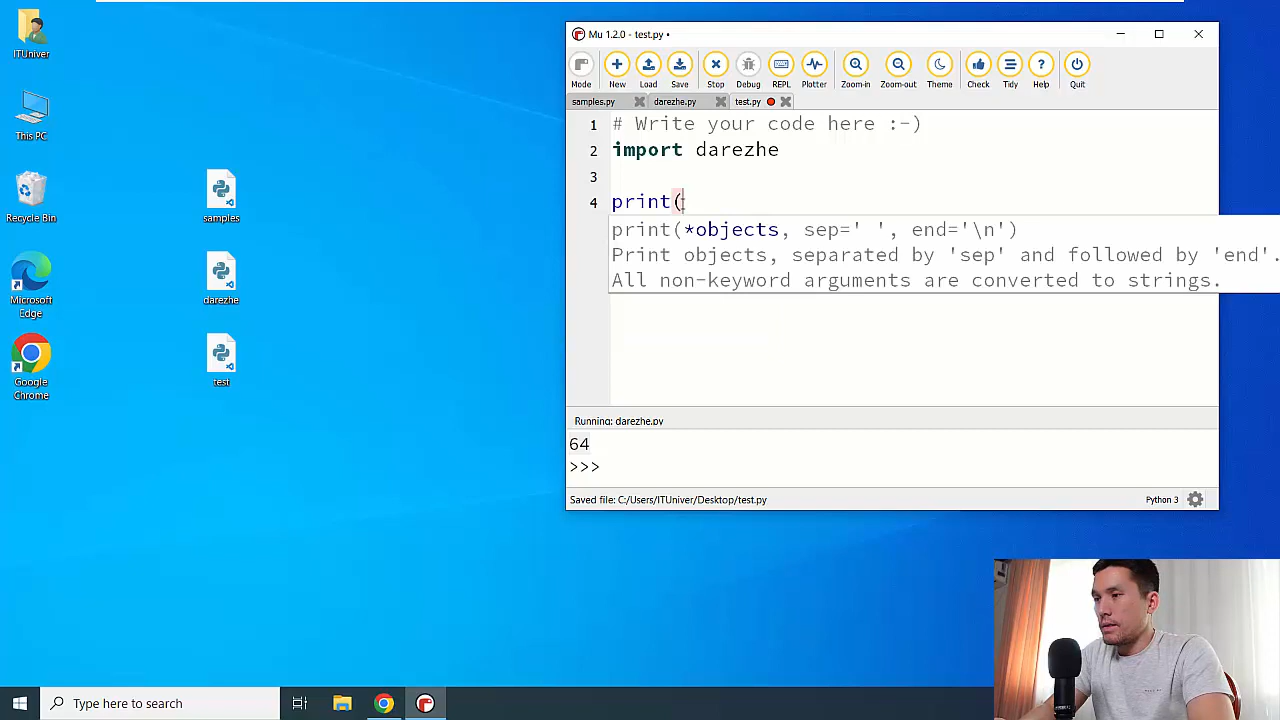 ITUniver
This PC
Recycle Bin
Microsoft
Edge
Google
Chrome
samples
darezhe
test
Mu 1.2.0 - test.py •
Mode New Load Save Stop Debug REPL Plotter Zoom-in Zoom-out Theme Check Tidy Help Quit
samples.py darezhe.py test.py
1 # Write your code here :-)
2 import darezhe
3
4 print(
print(*objects, sep=' ', end='\n')
Print objects, separated by 'sep' and followed by 'end'.
All non-keyword arguments are converted to strings.
Running: darezhe.py
64
>>>
Saved file: C:/Users/ITUniver/Desktop/test.py Python 3
Type here to search